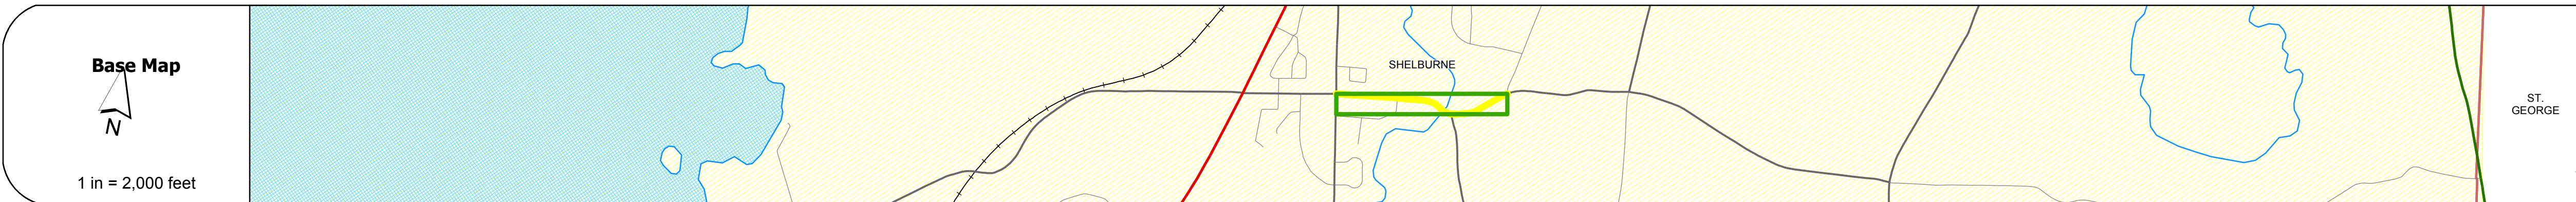 Base Map
N
1 in = 2,000 feet
SHELBURNE
ST.
GEORGE